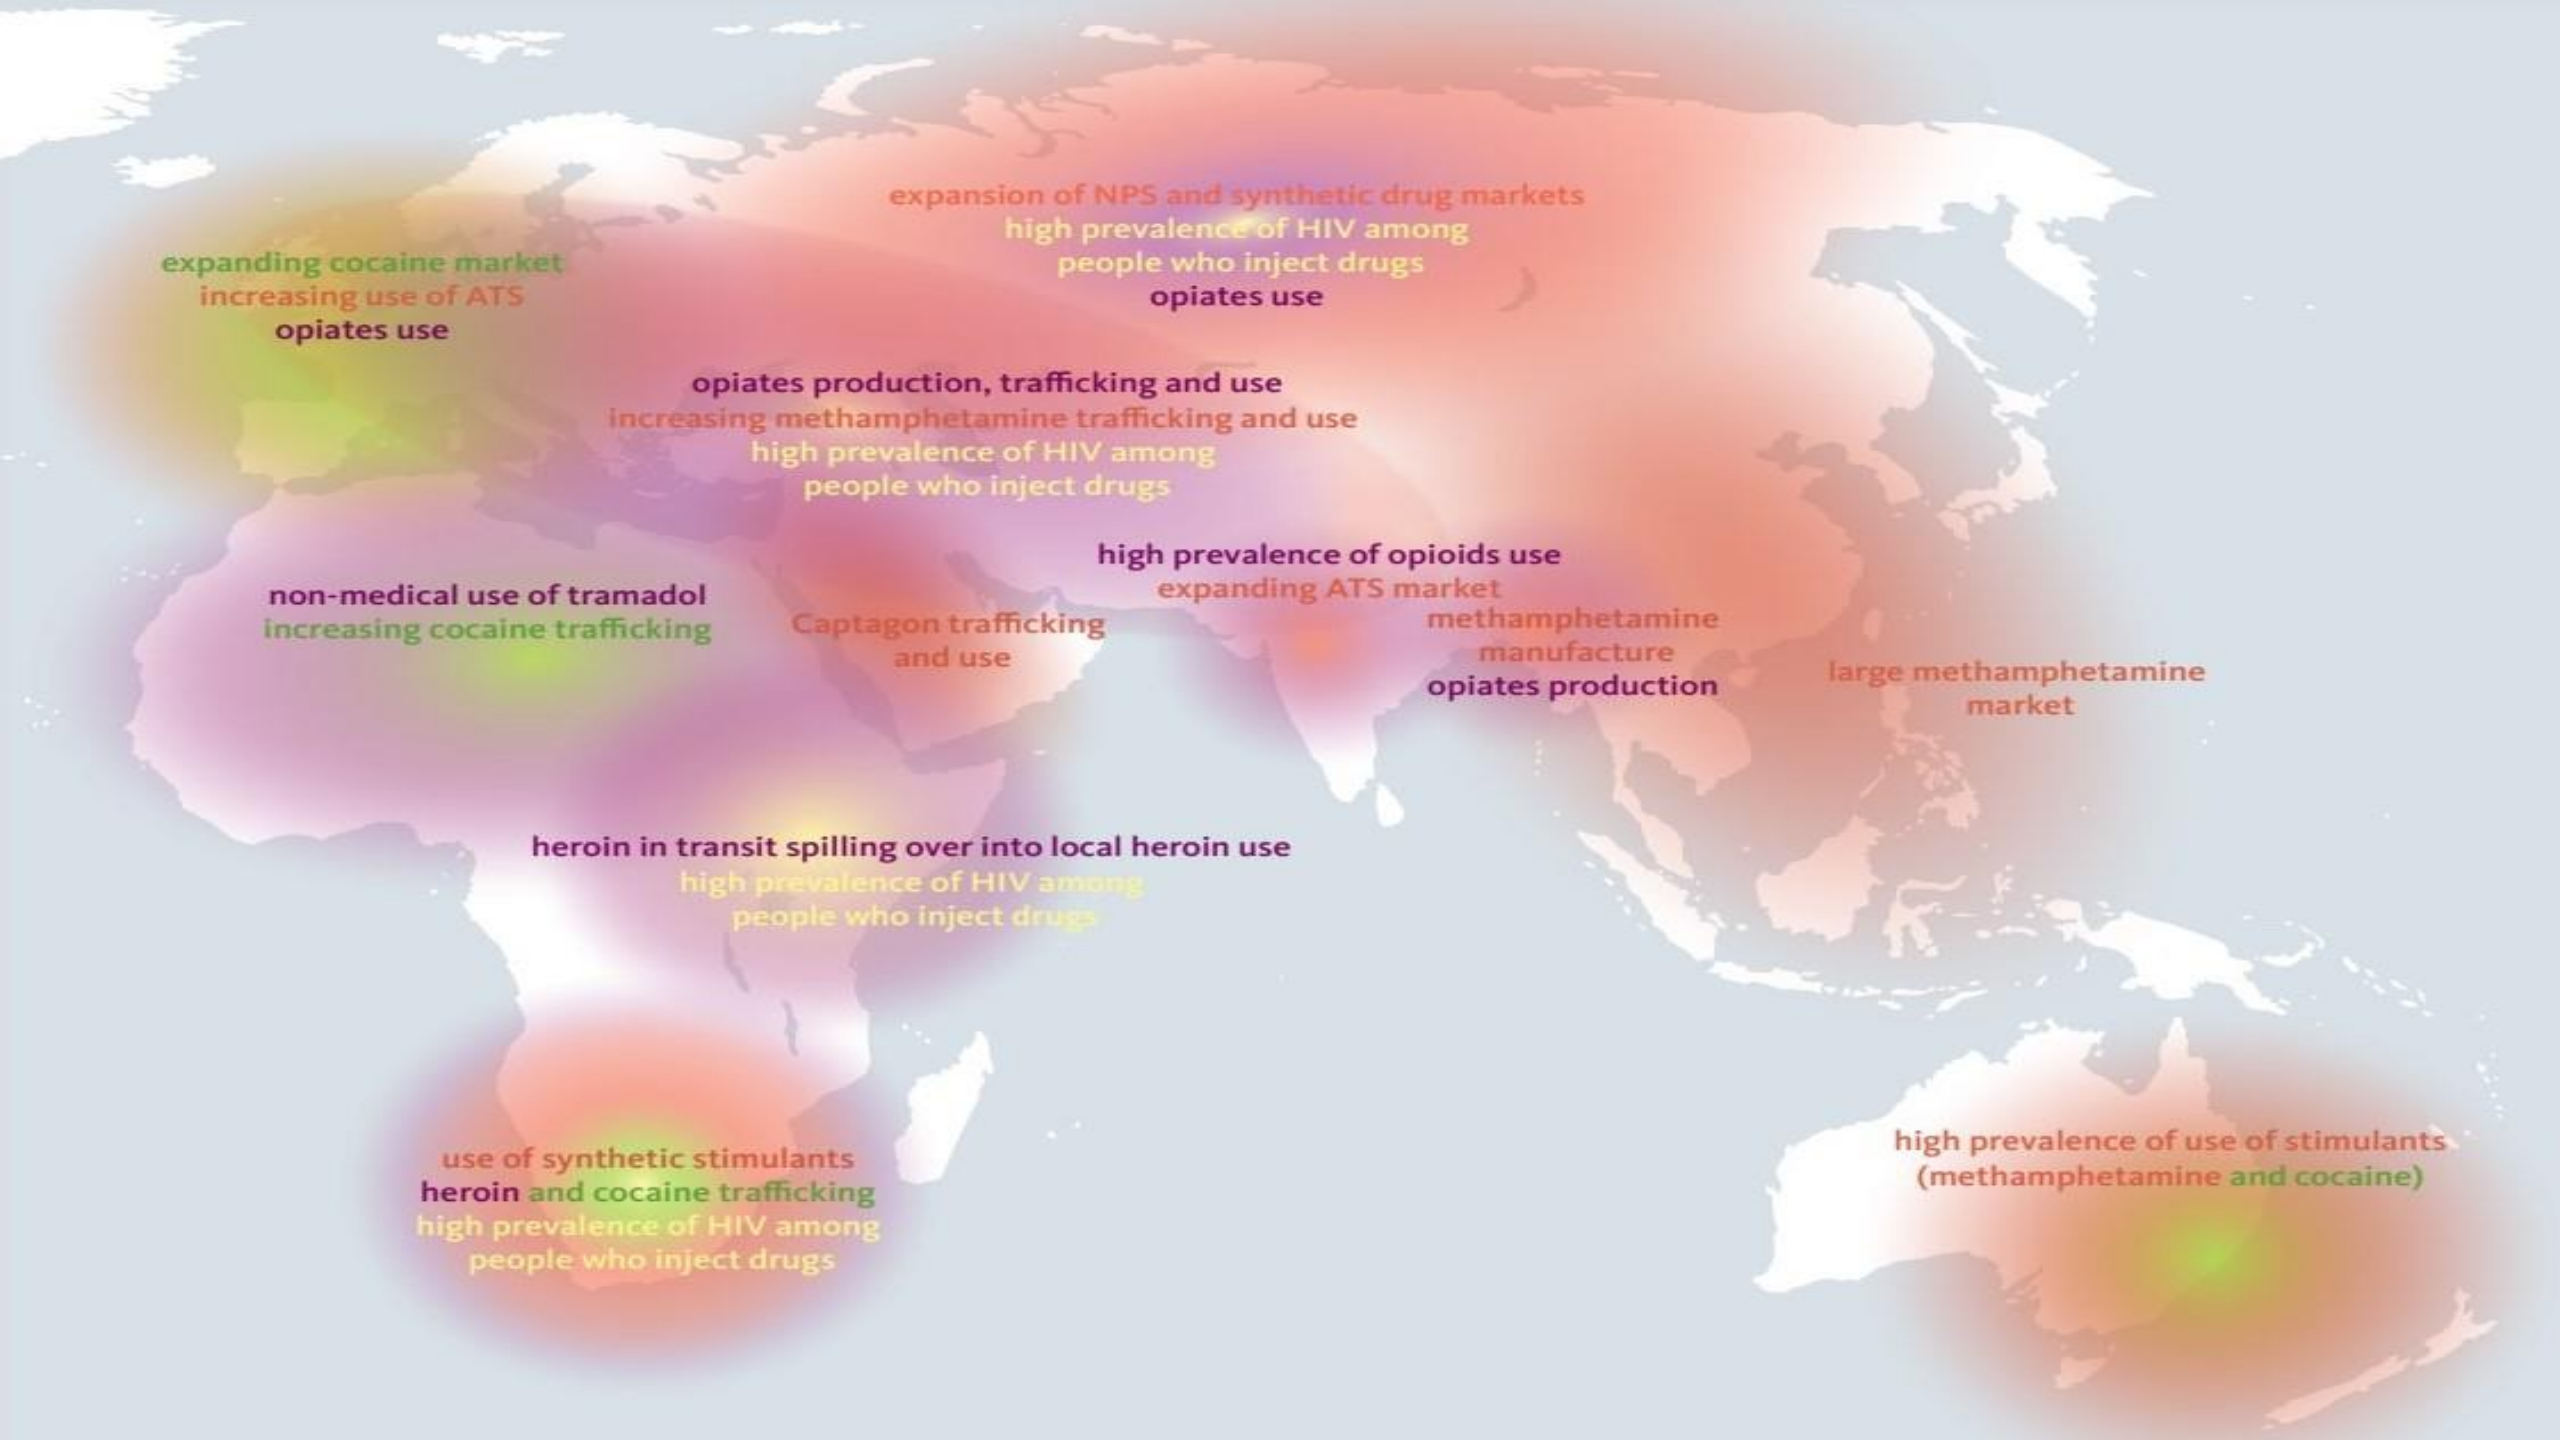 expansion of NPS and synthetic drug markets
high prevalence of HIV among
people who inject drugs
opiates use
expanding cocaine market
increasing use of ATS
opiates use
opiates production, trafficking and use
increasing methamphetamine trafficking and use
high prevalence of HIV among
people who inject drugs
non-medical use of tramadol
increasing cocaine trafficking
Captagon trafficking
and use
high prevalence of opioids use
expanding ATS market
methamphetamine
manufacture
opiates production
large methamphetamine
market
heroin in transit spilling over into local heroin use
high prevalence of HIV among
people who inject drugs
use of synthetic stimulants
heroin and cocaine trafficking
high prevalence of HIV among
people who inject drugs
high prevalence of use of stimulants
(methamphetamine and cocaine)